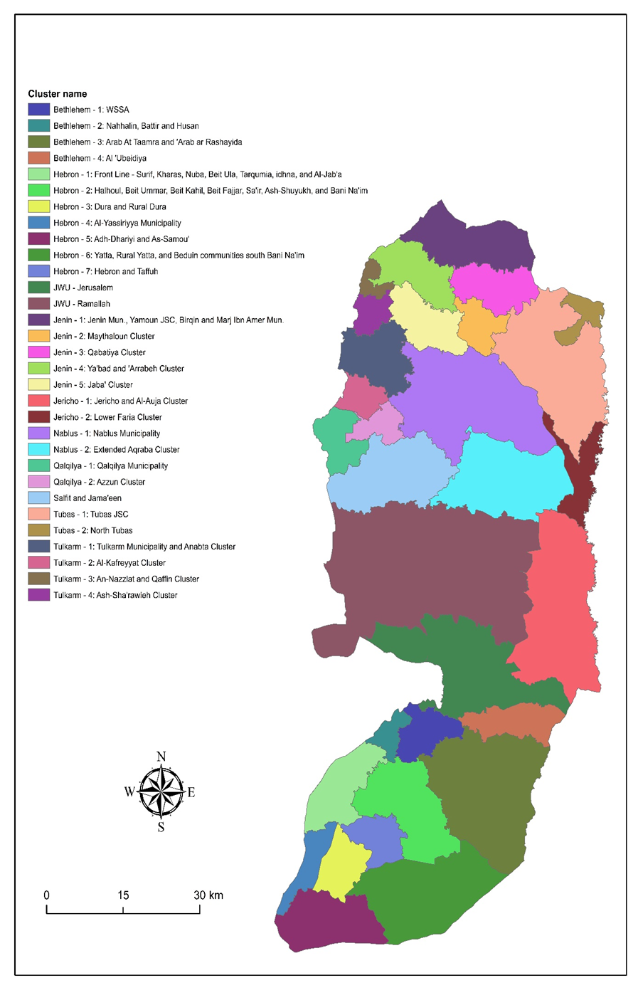 Cluster name
Bethlehem - 1: WSSA
Bethlehem - 2: Nahhalin, Battir and Husan
Bethlehem - 3: Arab At Taamra and 'Arab ar Rashayida
Bethlehem - 4: Al 'Ubeidiya
Hebron - 1: Front Line - Surif, Kharas, Nuba, Beit Ula, Tarqumia, idhna, and Al-Jab'a
Hebron - 2: Halhoul, Beit Ummar, Beit Kahil, Beit Fajjar, Sa'ir, Ash-Shuyukh, and Bani Na'im
Hebron - 3: Dura and Rural Dura
Hebron - 4: Al-Yassiriyya Municipality
Hebron - 5: Adh-Dhariyi and As-Samou'
Hebron - 6: Yatta, Rural Yatta, and Beduin communities south Bani Na'im
Hebron - 7: Hebron and Taffuh
JWU - Jerusalem
JWU - Ramallah
Jenin - 1: Jenin Mun., Yamoun JSC, Birqin and Marj Ibn Amer Mun.
Jenin - 2: Maythaloun Cluster
Jenin - 3: Qabatiya Cluster
Jenin - 4: Ya'bad and 'Arrabeh Cluster
Jenin - 5: Jaba' Cluster
Jericho - 1: Jericho and Al-Auja Cluster
Jericho - 2: Lower Faria Cluster
Nablus - 1: Nablus Municipality
Nablus - 2: Extended Aqraba Cluster
Qalqilya - 1: Qalqilya Municipality
Qalqilya - 2: Azzun Cluster
Salfit and Jama'een
Tubas - 1: Tubas JSC
Tubas - 2: North Tubas
Tulkarm - 1: Tulkarm Municipality and Anabta Cluster
Tulkarm - 2: Al-Kafreyyat Cluster
Tulkarm - 3: An-Nazzlat and Qaffin Cluster
Tulkarm - 4: Ash-Sha'rawieh Cluster
N
W E
S
0 15 30 km